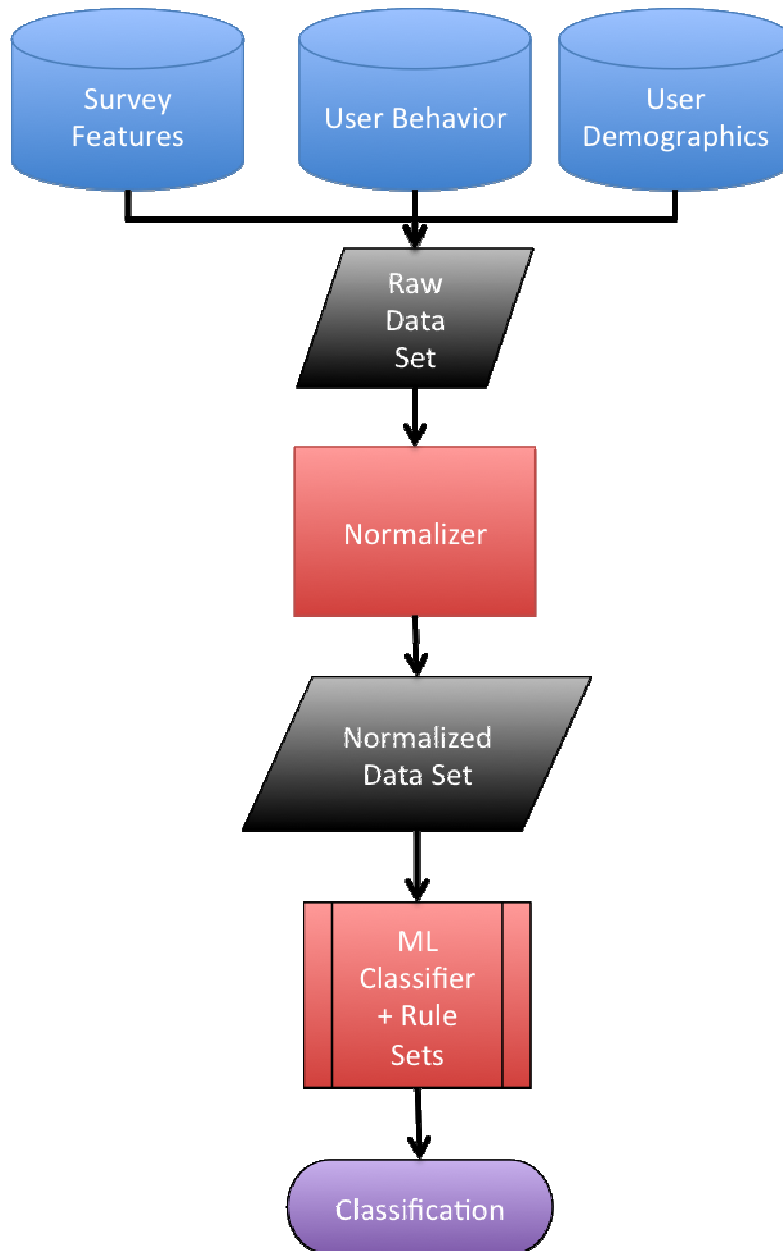 Survey
Features
User Behavior
User
Demographics
Raw
Data
Set
Normalizer
Normalized
Data Set
ML
Classifier
+ Rule
Sets
Classification